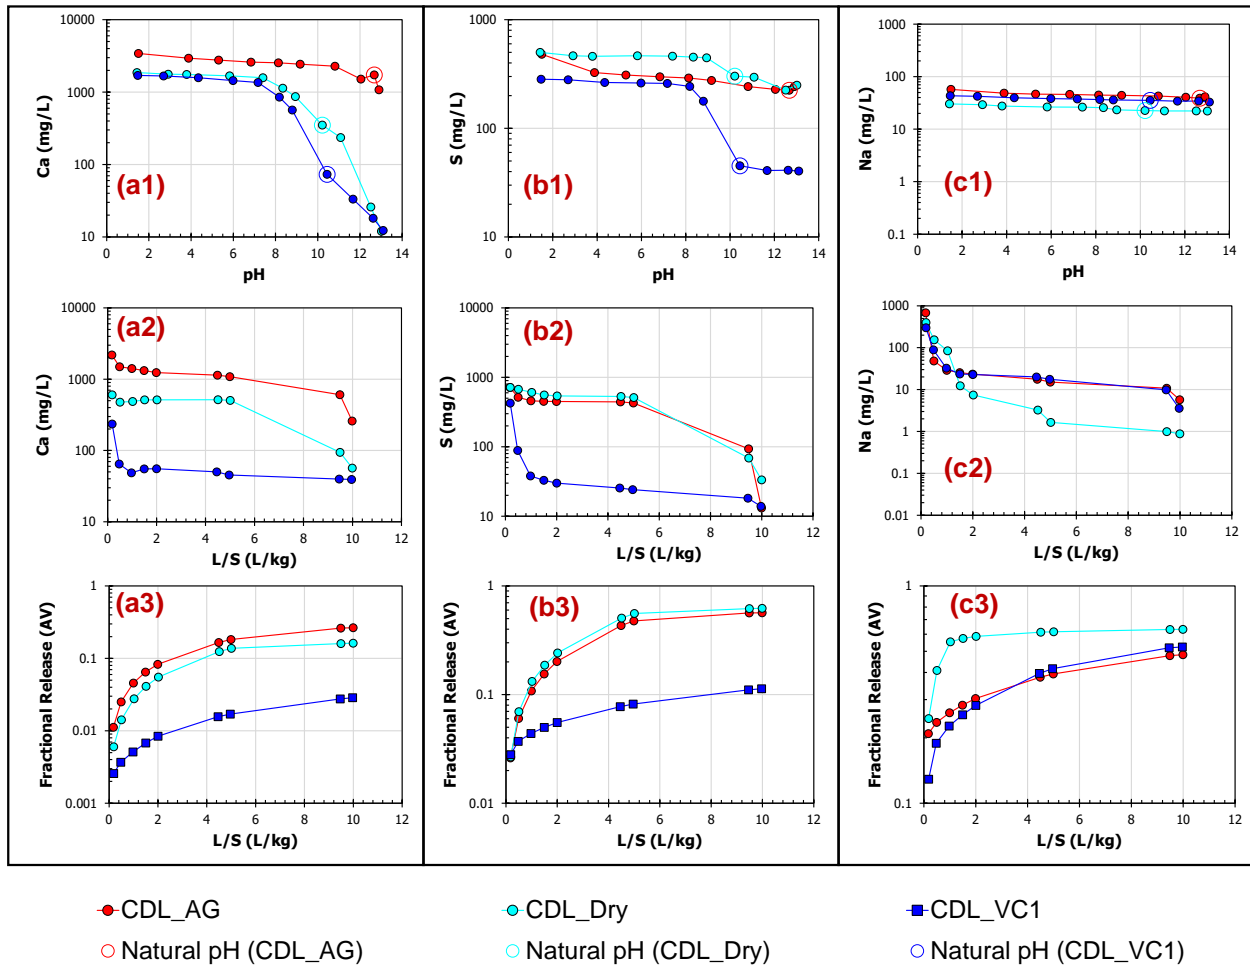 10000
1000
100
10
Ca (mg/L)
(a1)
0 2 4 6 8 10 12 14
pH
1000
100
10
S (mg/L)
(b1)
0 2 4 6 8 10 12 14
pH
1000
100
10
1
0.1
Na (mg/L)
(c1)
0 2 4 6 8 10 12 14
pH
10000
1000
100
10
Ca (mg/L)
(a2)
0 2 4 6 8 10 12
L/S (L/kg)
10000
1000
100
10
S (mg/L)
(b2)
0 2 4 6 8 10 12
L/S (L/kg)
1000
100
10
1
0.1
0.01
Na (mg/L)
(c2)
0 2 4 6 8 10 12
L/S (L/kg)
1
0.1
0.01
0.001
Fractional Release (AV)
(a3)
0 2 4 6 8 10 12
L/S (L/kg)
1
0.1
0.01
Fractional Release (AV)
(b3)
0 2 4 6 8 10 12
L/S (L/kg)
1
0.1
Fractional Release (AV)
(c3)
0 2 4 6 8 10 12
L/S (L/kg)
CDL_AG CDL_Dry CDL_VC1
Natural pH (CDL_AG) Natural pH (CDL_Dry) Natural pH (CDL_VC1)